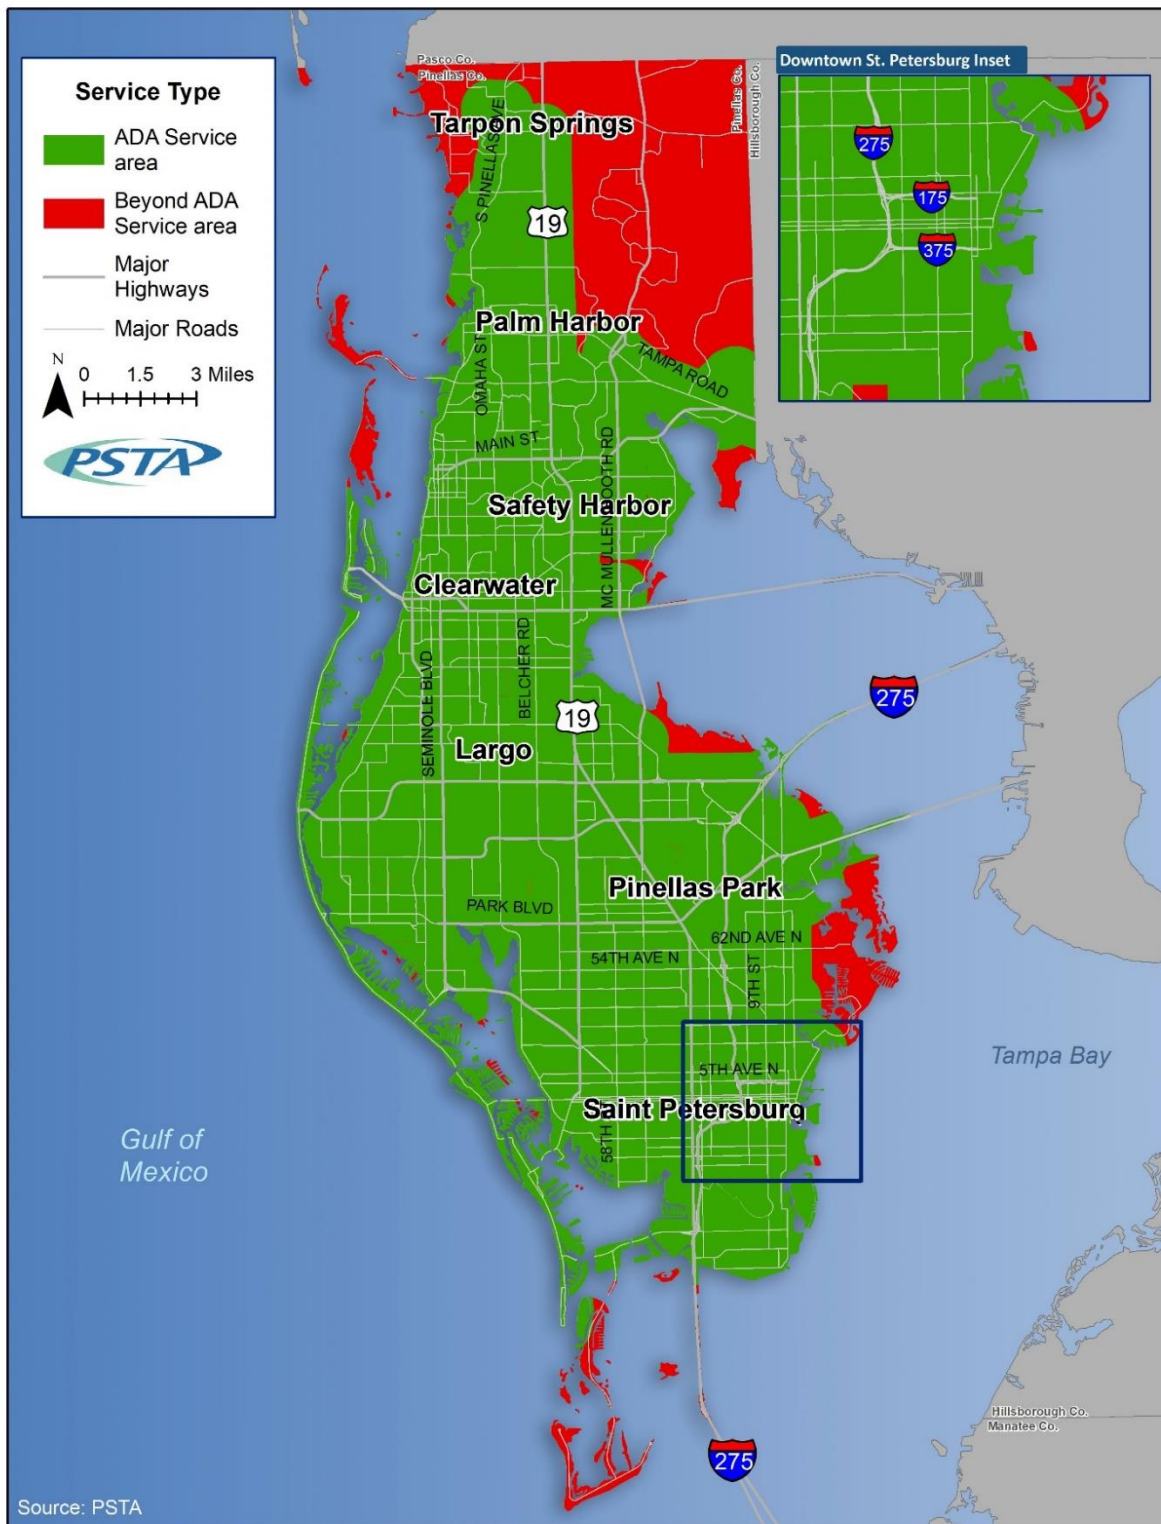 Service Type
ADA Service
area
Beyond ADA
Service area
Major
Highways
Major Roads
N
0 1.5 3 Miles
PSTA
Pasco Co.
Pinellas Co.
Pinellas Co.
Hillsborough Co.
Downtown St. Petersburg Inset
275
175
375
Tarpon Springs
S PINELLAS AVE
19
Palm Harbor
OMAHA ST
TAMPA ROAD
MAIN ST
MC MULLEN BOOTH RD
Safety Harbor
Clearwater
SEMINOLE BLVD
BELCHER RD
19
275
Largo
Pinellas Park
PARK BLVD
62ND AVE N
54TH AVE N
9TH ST
5TH AVE N
Saint Petersburg
58TH
Tampa Bay
Gulf of
Mexico
Hillsborough Co.
Manatee Co.
275
Source: PSTA